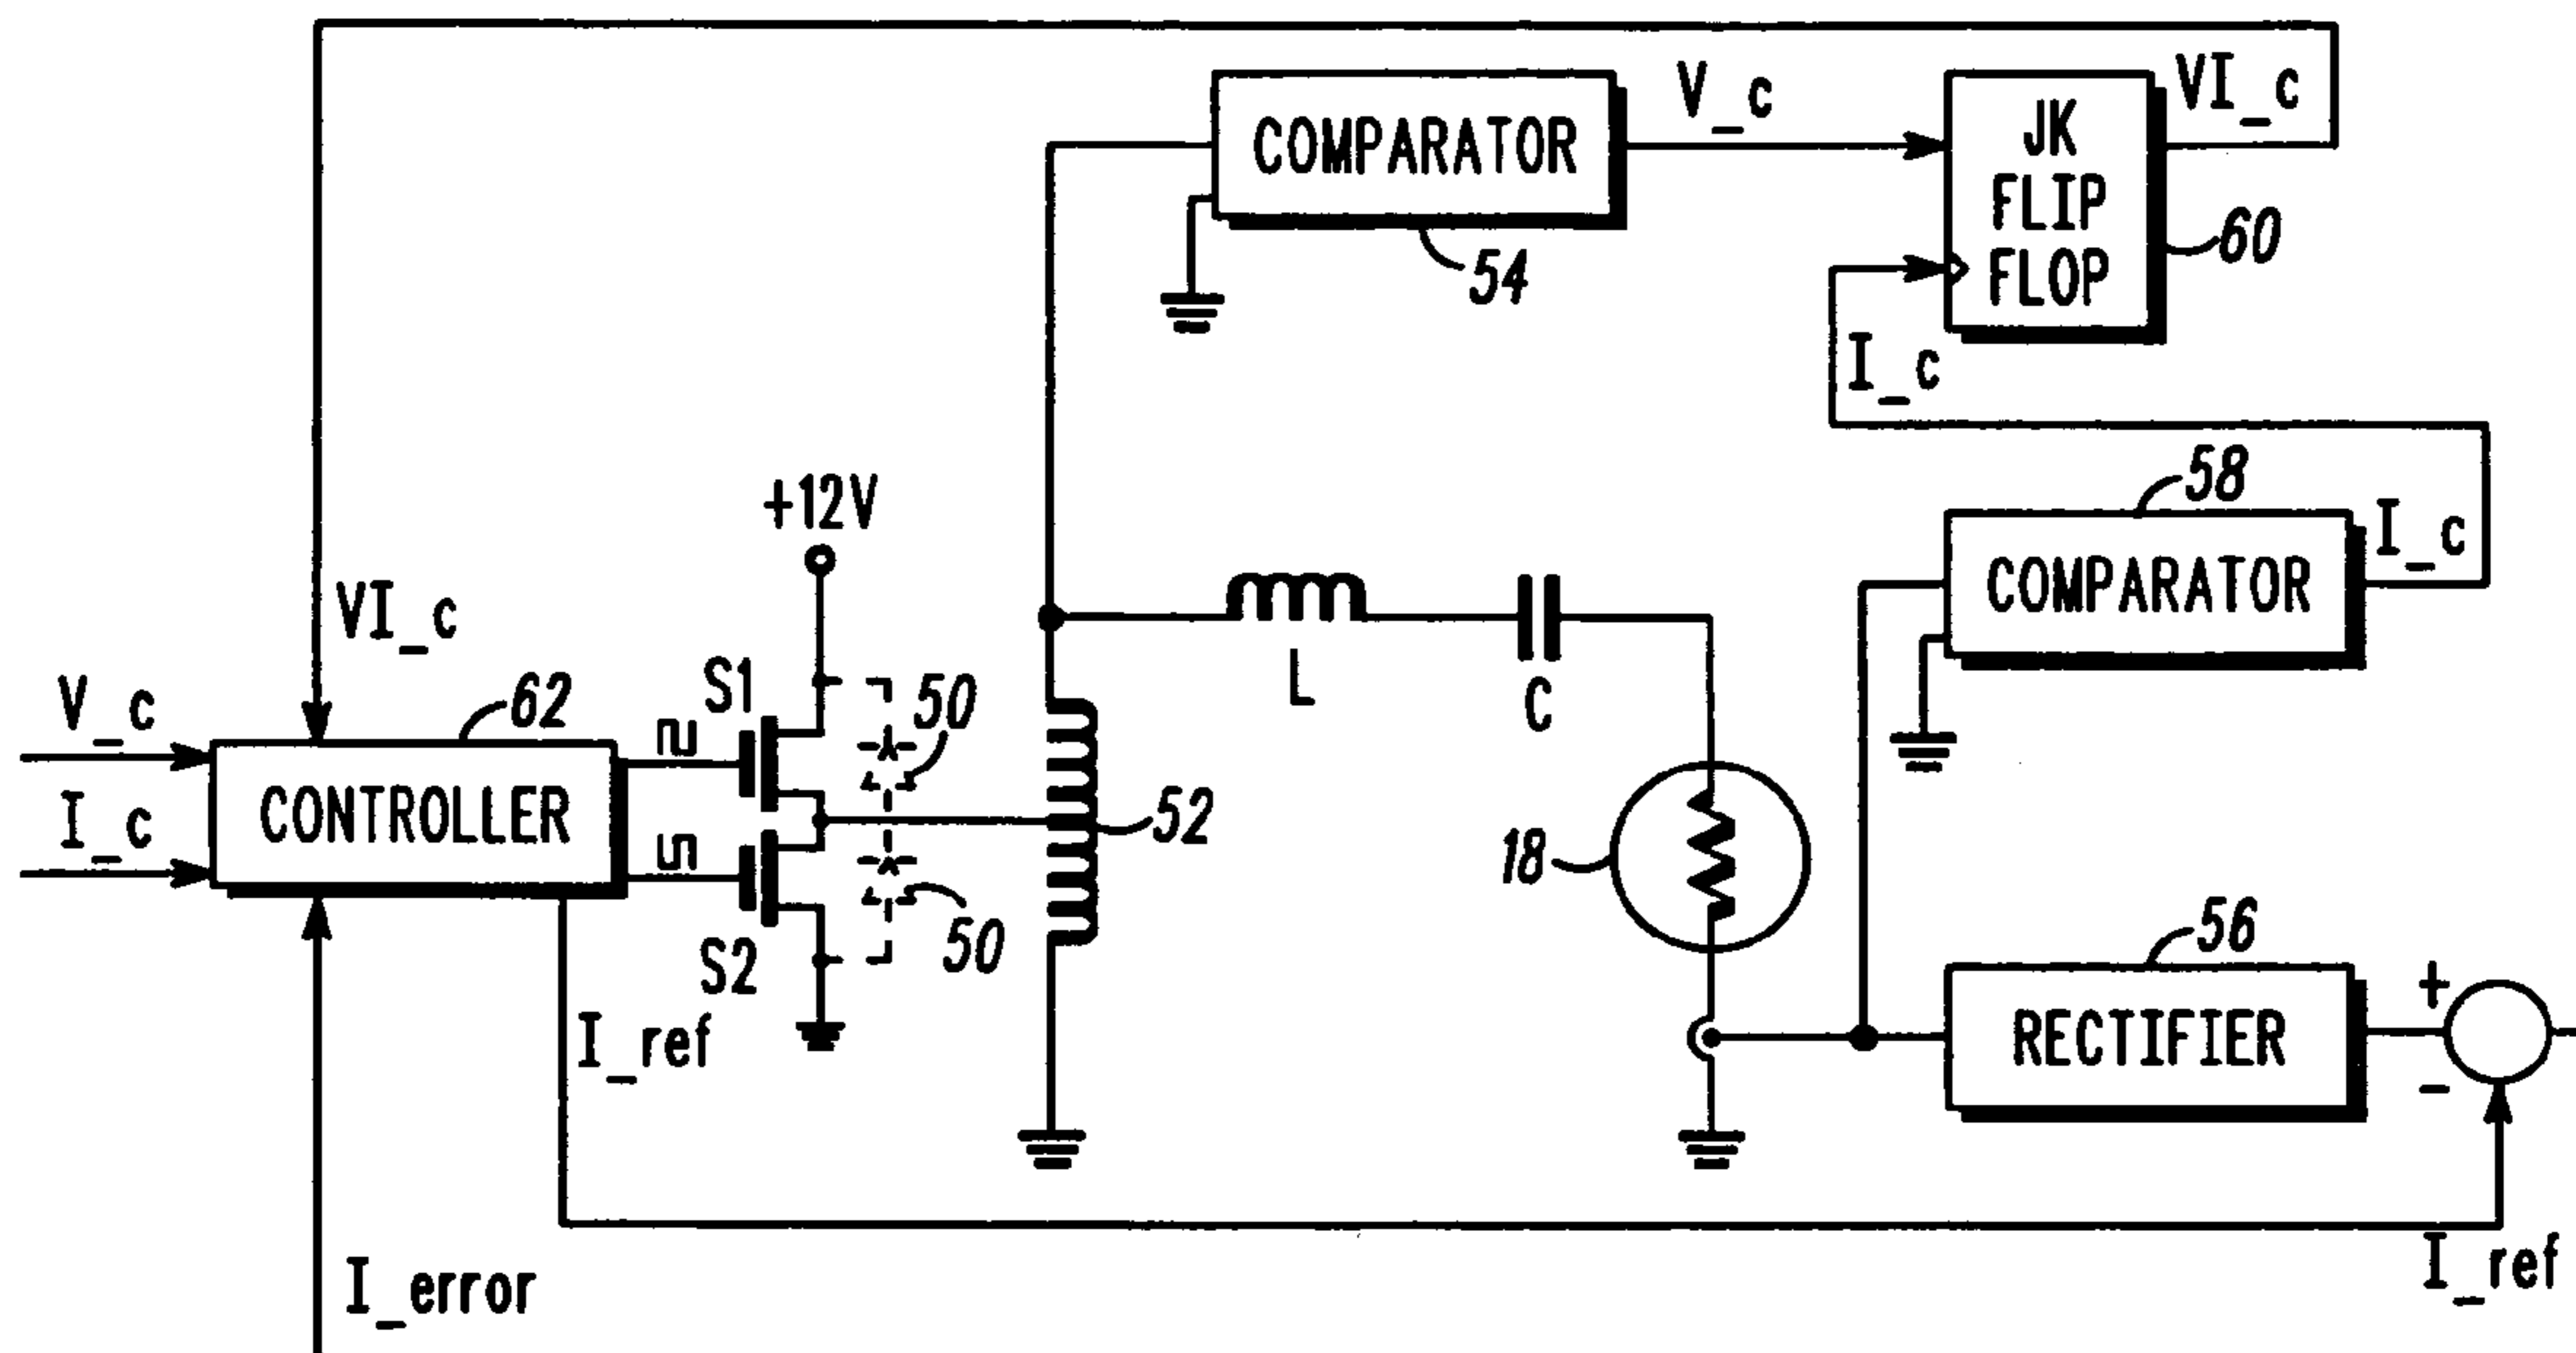 COMPARATOR
54
V_c
JK
FLIP
FLOP
60
VI_c
I_c
58
COMPARATOR
I_c
+12V
VI_c
V_c
I_c
62
CONTROLLER
S1
S2
50
50
52
L
C
18
56
RECTIFIER
+
-
I_ref
I_ref
I_error